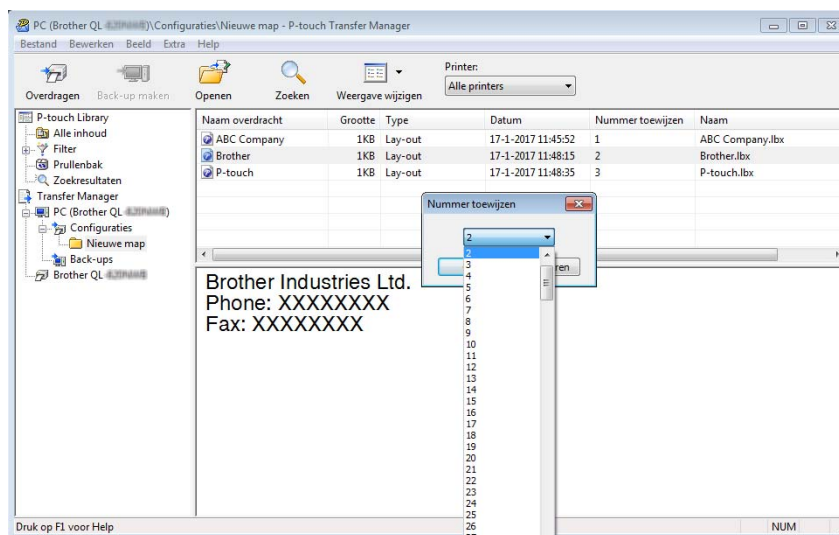 PC (Brother QL )\Configuraties\Nieuwe map - P-touch Transfer Manager
Bestand Bewerken Beeld Extra Help
Overdragen Back-up maken Openen Zoeken Weergave wijzigen
Printer:
Alle printers
P-touch Library
Alle inhoud
Filter
Prullenbak
Zoekresultaten
Transfer Manager
PC (Brother QL )
Configuraties
Nieuwe map
Back-ups
Brother QL
Naam overdracht Grootte Type Datum Nummer toewijzen Naam
ABC Company 1KB Lay-out 17-1-2017 11:45:52 1 ABC Company.lbx
Brother 1KB Lay-out 17-1-2017 11:48:15 2 Brother.lbx
P-touch 1KB Lay-out 17-1-2017 11:48:35 3 P-touch.lbx
Nummer toewijzen
2
2
3
4
5
6
7
8
9
10
11
12
13
14
15
16
17
18
19
20
21
22
23
24
25
26
Brother Industries Ltd.
Phone: XXXXXXXX
Fax: XXXXXXXX
Druk op F1 voor Help
NUM